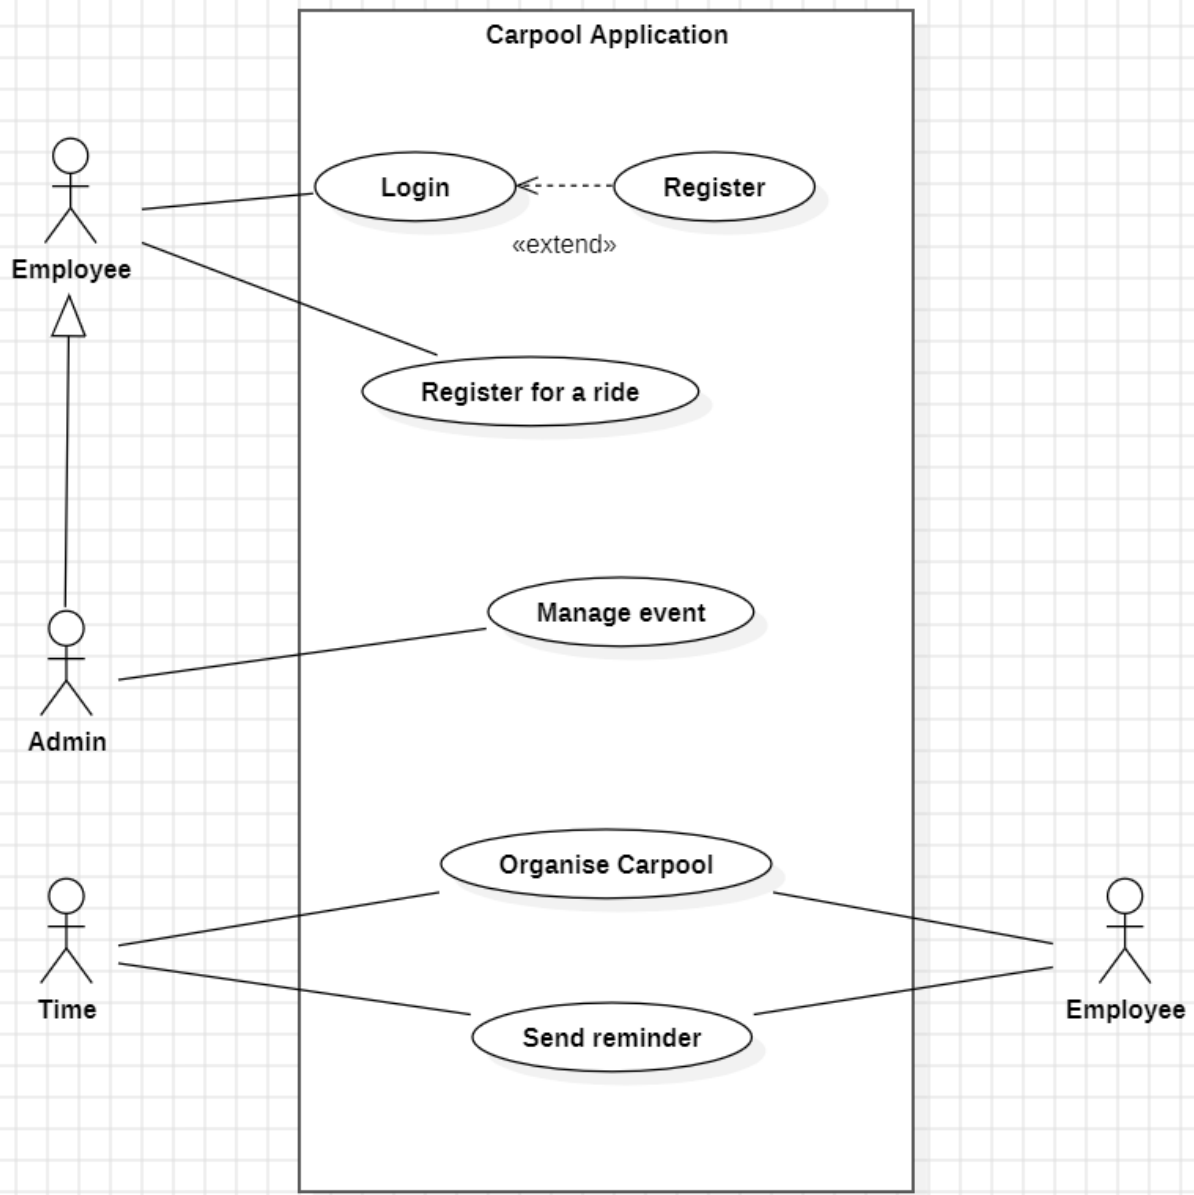 Carpool Application
Login
Register
«extend»
Employee
Register for a ride
Manage event
Admin
Organise Carpool
Time
Employee
Send reminder